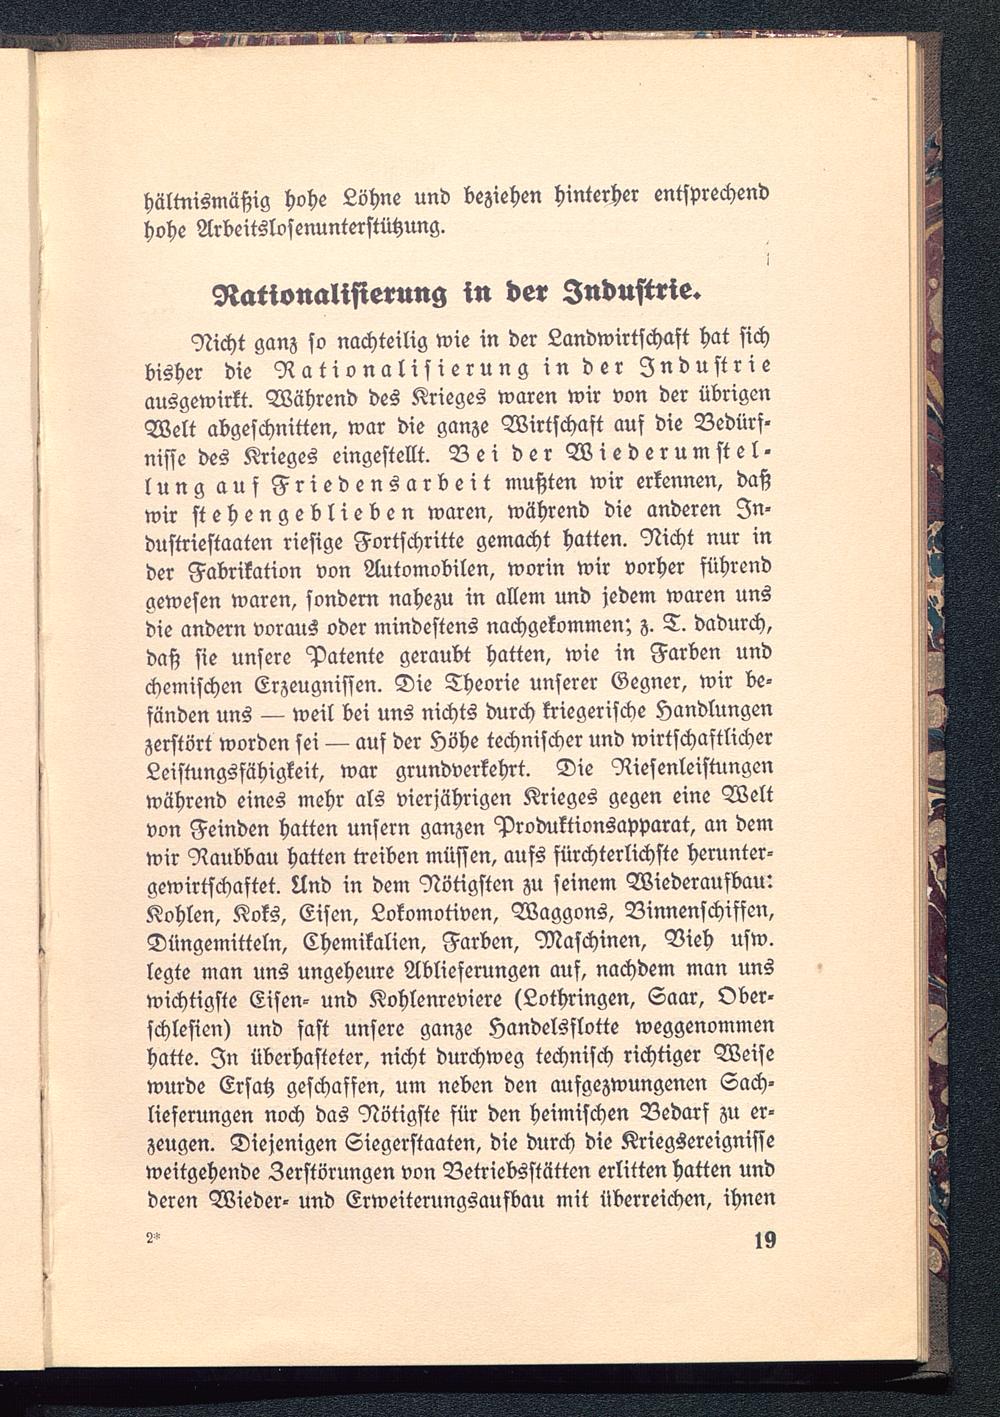 hältnismäßig hohe Löhne und beziehen hinterher entsprechend
hohe Arbeitslosenunterstützung.
Rationalisierung in der Industrie.
Nicht ganz so nachteilig wie in der Landwirtschaft hat sich
bisher die Rationalisierung in der Industrie
ausgewirkt. Während des Krieges waren wir von der übrigen
Welt abgeschnitten, war die ganze Wirtschaft auf die Bedürf-
nisse des Krieges eingestellt. Bei der Wiederumstel-
lung auf Friedensarbeit mußten wir erkennen, daß
wir stehengeblieben waren, während die anderen In-
dustriestaaten riesige Fortschritte gemacht hatten. Nicht nur in
der Fabrikation von Automobilen, worin wir vorher führend
gewesen waren, sondern nahezu in allem und jedem waren uns
die andern voraus oder mindestens nachgekommen; z. T. dadurch,
daß sie unsere Patente geraubt hatten, wie in Farben und
chemischen Erzeugnissen. Die Theorie unserer Gegner, wir be-
fänden uns — weil bei uns nichts durch kriegerische Handlungen
zerstört worden sei — auf der Höhe technischer und wirtschaftlicher
Leistungsfähigkeit, war grundverkehrt. Die Riesenleistungen
während eines mehr als vierjährigen Krieges gegen eine Welt
von Feinden hatten unsern ganzen Produktionsapparat, an dem
wir Raubbau hatten treiben müssen, aufs fürchterlichste herunter-
gewirtschaftet. Und in dem Nötigsten zu seinem Wiederaufbau:
Kohlen, Koks, Eisen, Lokomotiven, Waggons, Binnenschiffen,
Düngemitteln, Chemikalien, Farben, Maschinen, Vieh usw.
legte man uns ungeheure Ablieferungen auf, nachdem man uns
wichtigste Eisen- und Kohlenreviere (Lothringen, Saar, Ober-
schlesien) und fast unsere ganze Handelsflotte weggenommen
hatte. In überhasteter, nicht durchweg technisch richtiger Weise
wurde Ersatz geschaffen, um neben den aufgezwungenen Sach-
lieferungen noch das Nötigste für den heimischen Bedarf zu er-
zeugen. Diejenigen Siegerstaaten, die durch die Kriegsereignisse
weitgehende Zerstörungen von Betriebsstätten erlitten hatten und
deren Wieder- und Erweiterungsaufbau mit überreichen, ihnen
2*
19